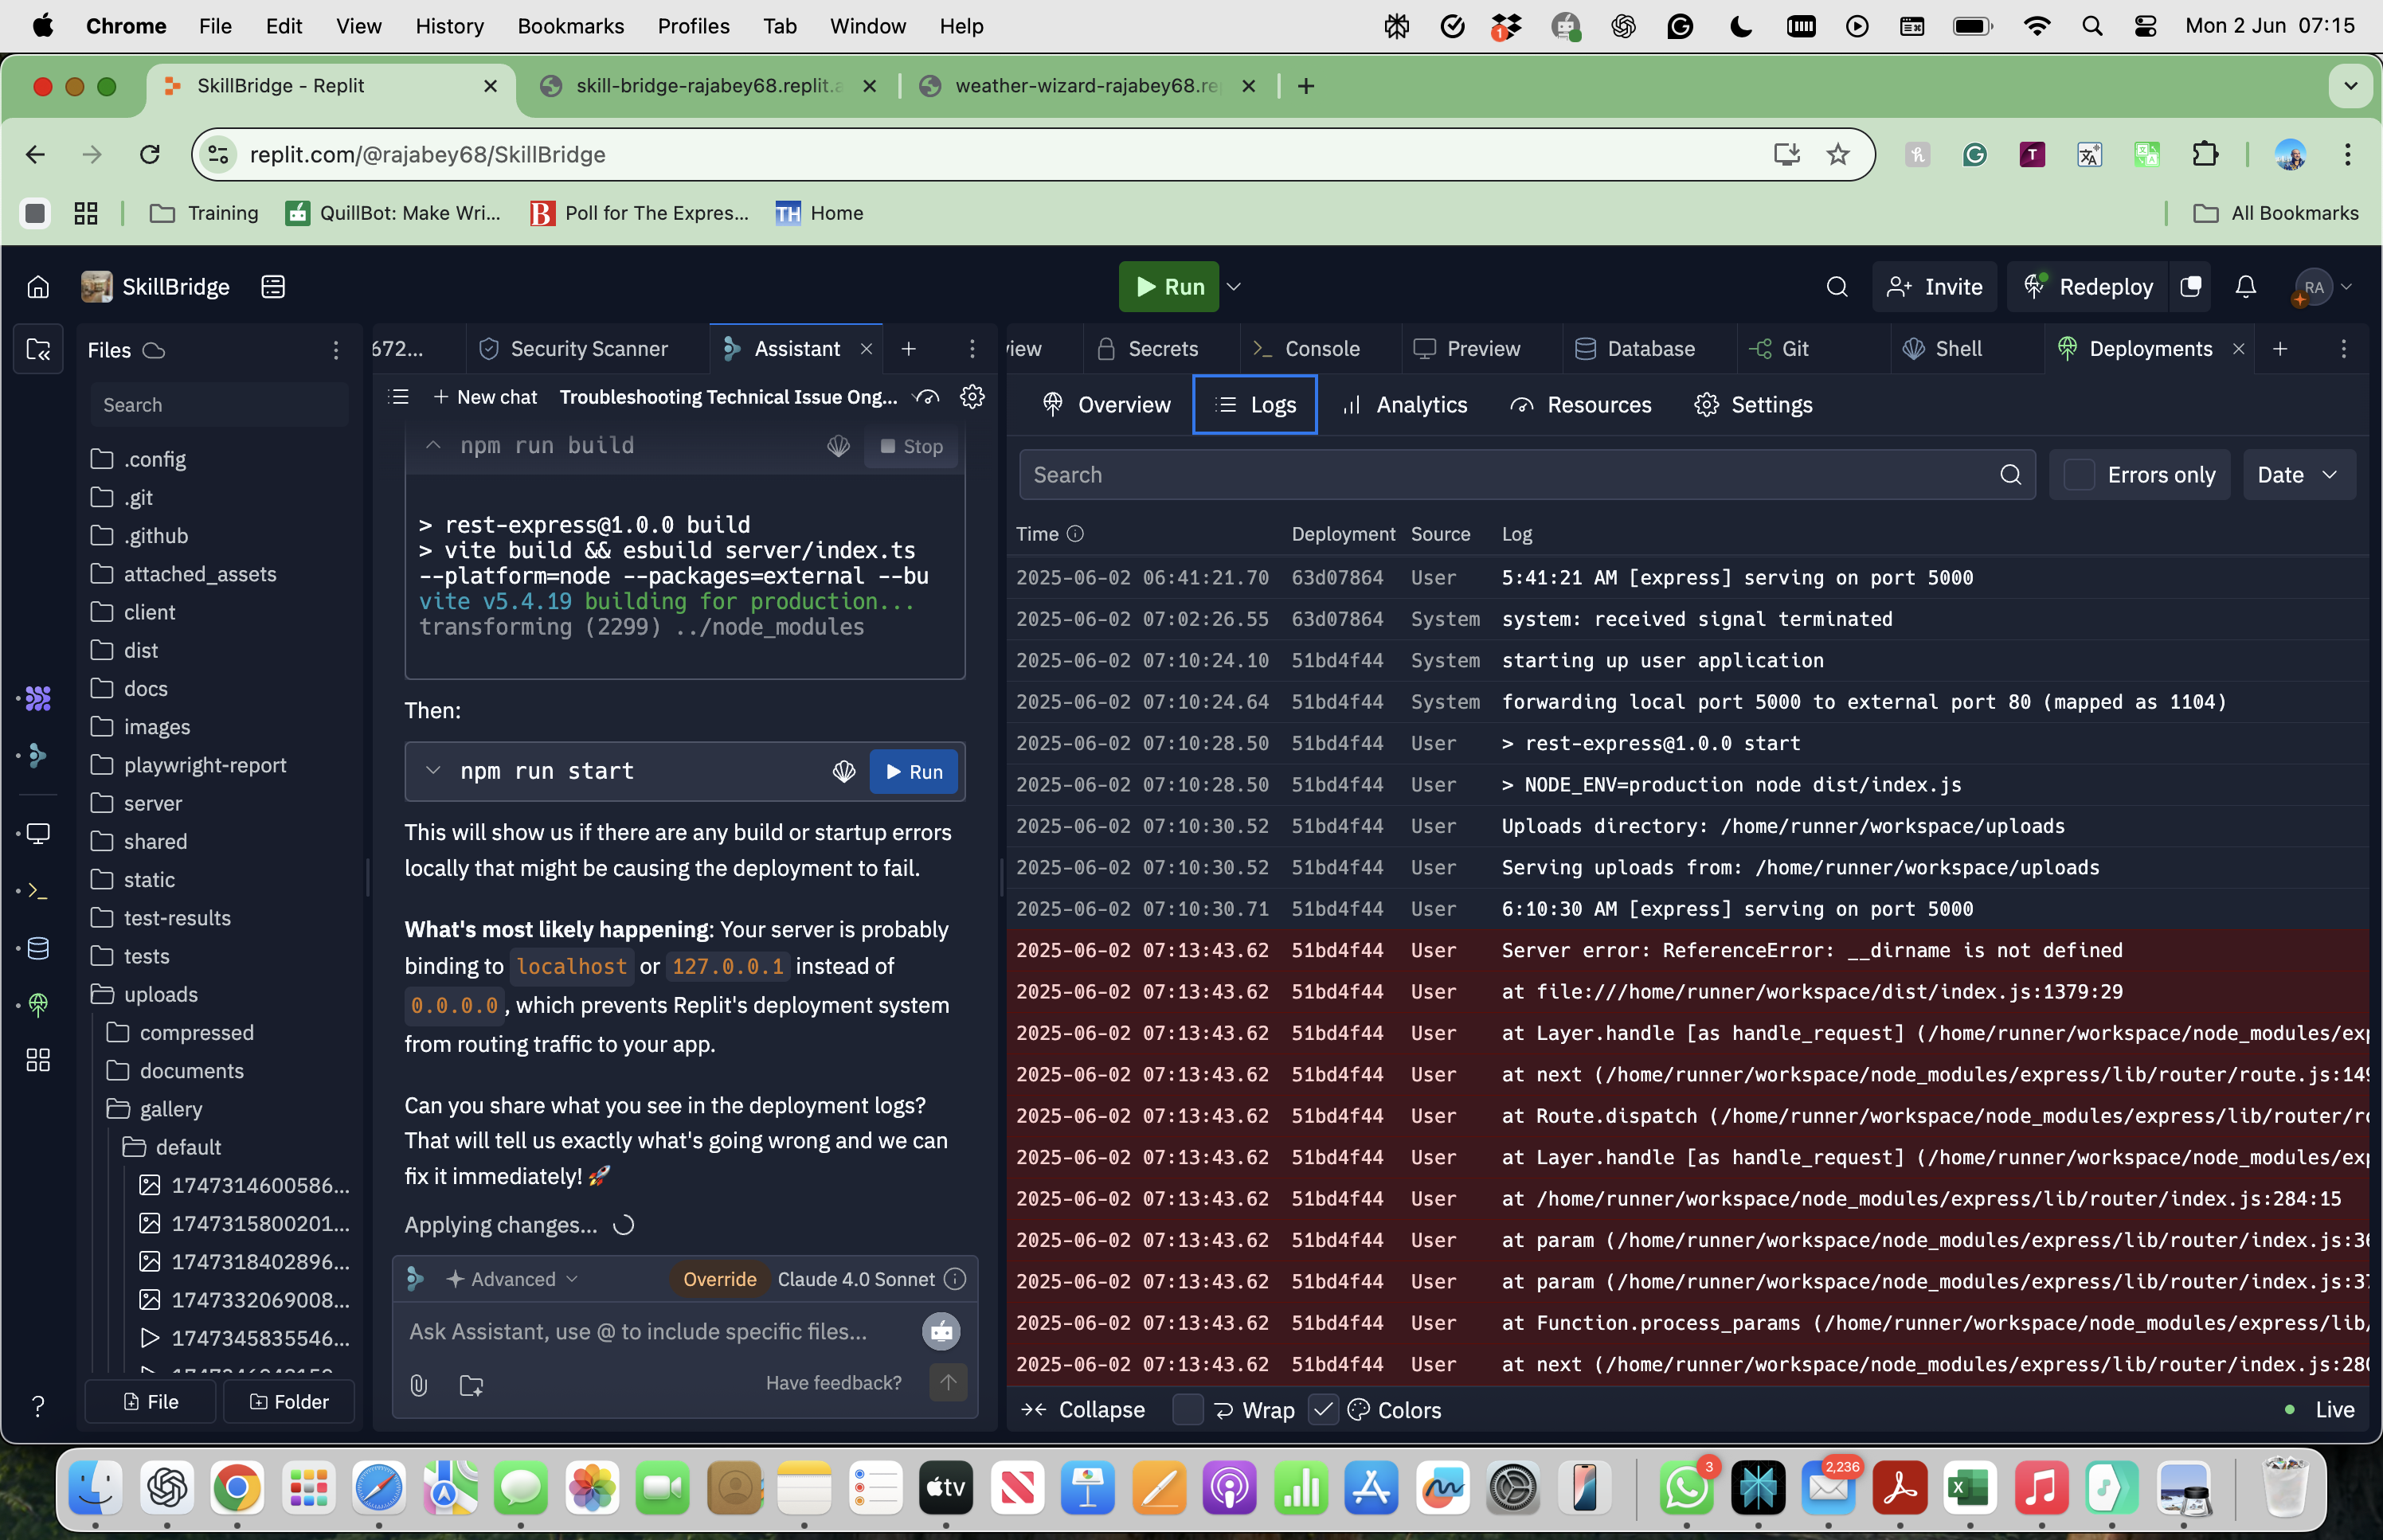 Chrome File Edit View History Bookmarks Profiles Tab Window Help
1
Mon 2 Jun 07:15
SkillBridge - Replit
skill-bridge-rajabey68.replit.a
weather-wizard-rajabey68.re
replit.com/@rajabey68/SkillBridge
Training
QuillBot: Make Wri...
Poll for The Expres...
TH Home
All Bookmarks
SkillBridge
Run
Invite
Redeploy
RA
Files
672...
Security Scanner
Assistant
iew
Secrets
Console
Preview
Database
Git
Shell
Deployments
Search
.config
.git
.github
attached_assets
client
dist
docs
images
playwright-report
server
shared
static
test-results
tests
uploads
compressed
documents
gallery
default
1747314600586...
1747315800201...
1747318402896...
1747332069008...
1747345835546...
File
Folder
New chat
Troubleshooting Technical Issue Ong...
npm run build
Stop
> rest-express@1.0.0 build
> vite build && esbuild server/index.ts
--platform=node --packages=external --bu
vite v5.4.19 building for production...
transforming (2299) ../node_modules
Then:
npm run start
Run
This will show us if there are any build or startup errors
locally that might be causing the deployment to fail.
What's most likely happening: Your server is probably
binding to localhost or 127.0.0.1 instead of
0.0.0.0, which prevents Replit's deployment system
from routing traffic to your app.
Can you share what you see in the deployment logs?
That will tell us exactly what's going wrong and we can
fix it immediately! 🚀
Applying changes...
Advanced
Override
Claude 4.0 Sonnet
Ask Assistant, use @ to include specific files...
Have feedback?
Overview
Logs
Analytics
Resources
Settings
Search
Errors only
Date
Time Deployment Source Log
2025-06-02 06:41:21.70 63d07864 User 5:41:21 AM [express] serving on port 5000
2025-06-02 07:02:26.55 63d07864 System system: received signal terminated
2025-06-02 07:10:24.10 51bd4f44 System starting up user application
2025-06-02 07:10:24.64 51bd4f44 System forwarding local port 5000 to external port 80 (mapped as 1104)
2025-06-02 07:10:28.50 51bd4f44 User > rest-express@1.0.0 start
2025-06-02 07:10:28.50 51bd4f44 User > NODE_ENV=production node dist/index.js
2025-06-02 07:10:30.52 51bd4f44 User Uploads directory: /home/runner/workspace/uploads
2025-06-02 07:10:30.52 51bd4f44 User Serving uploads from: /home/runner/workspace/uploads
2025-06-02 07:10:30.71 51bd4f44 User 6:10:30 AM [express] serving on port 5000
2025-06-02 07:13:43.62 51bd4f44 User Server error: ReferenceError: __dirname is not defined
2025-06-02 07:13:43.62 51bd4f44 User at file:///home/runner/workspace/dist/index.js:1379:29
2025-06-02 07:13:43.62 51bd4f44 User at Layer.handle [as handle_request] (/home/runner/workspace/node_modules/exp
2025-06-02 07:13:43.62 51bd4f44 User at next (/home/runner/workspace/node_modules/express/lib/router/route.js:149
2025-06-02 07:13:43.62 51bd4f44 User at Route.dispatch (/home/runner/workspace/node_modules/express/lib/router/ro
2025-06-02 07:13:43.62 51bd4f44 User at Layer.handle [as handle_request] (/home/runner/workspace/node_modules/exp
2025-06-02 07:13:43.62 51bd4f44 User at /home/runner/workspace/node_modules/express/lib/router/index.js:284:15
2025-06-02 07:13:43.62 51bd4f44 User at param (/home/runner/workspace/node_modules/express/lib/router/index.js:36
2025-06-02 07:13:43.62 51bd4f44 User at param (/home/runner/workspace/node_modules/express/lib/router/index.js:37
2025-06-02 07:13:43.62 51bd4f44 User at Function.process_params (/home/runner/workspace/node_modules/express/lib/
2025-06-02 07:13:43.62 51bd4f44 User at next (/home/runner/workspace/node_modules/express/lib/router/index.js:280
Collapse
Wrap
Colors
Live
tv
3
2,236